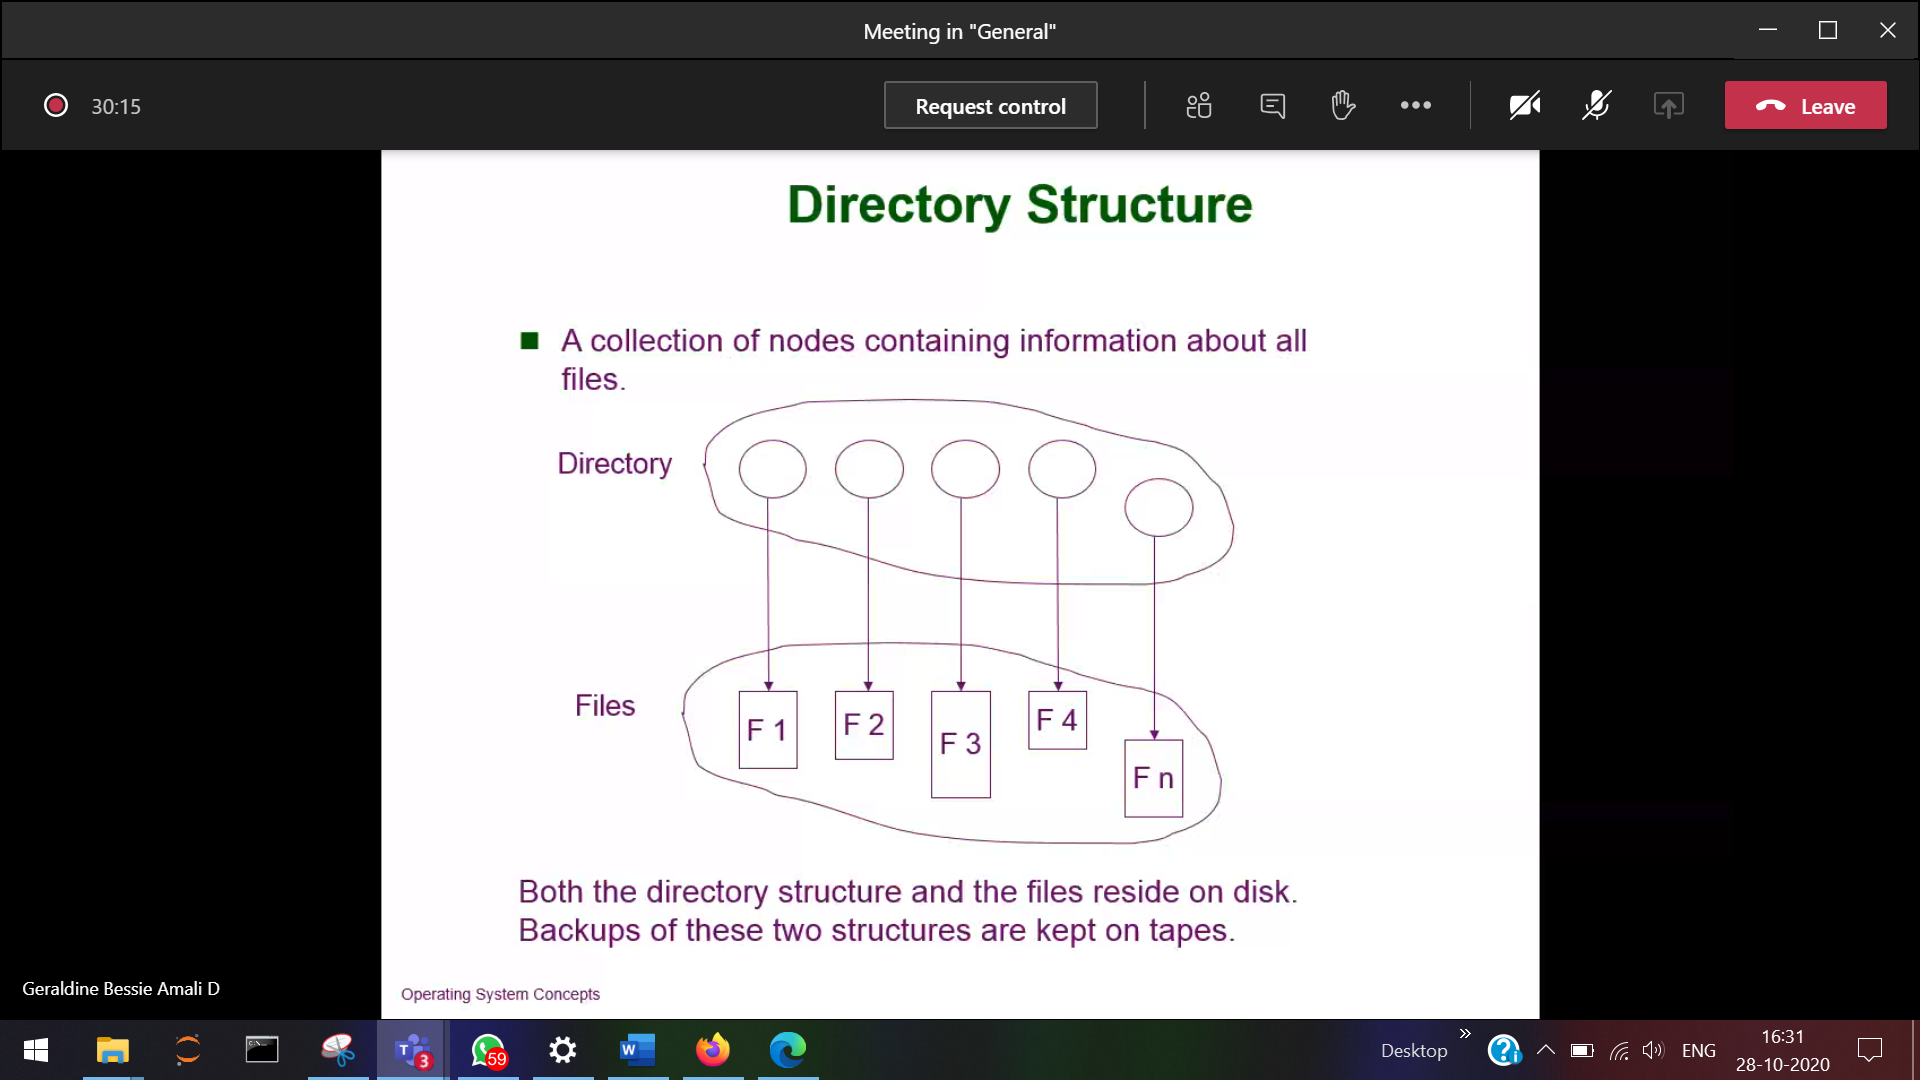 Meeting in "General"
30:15
Request control
Leave
Directory Structure
A collection of nodes containing information about all
files.
Directory
Files
F 1
F 2
F 3
F 4
F n
Both the directory structure and the files reside on disk.
Backups of these two structures are kept on tapes.
Geraldine Bessie Amali D
Operating System Concepts
T
3
59
W
Desktop
»
ENG
16:31
28-10-2020